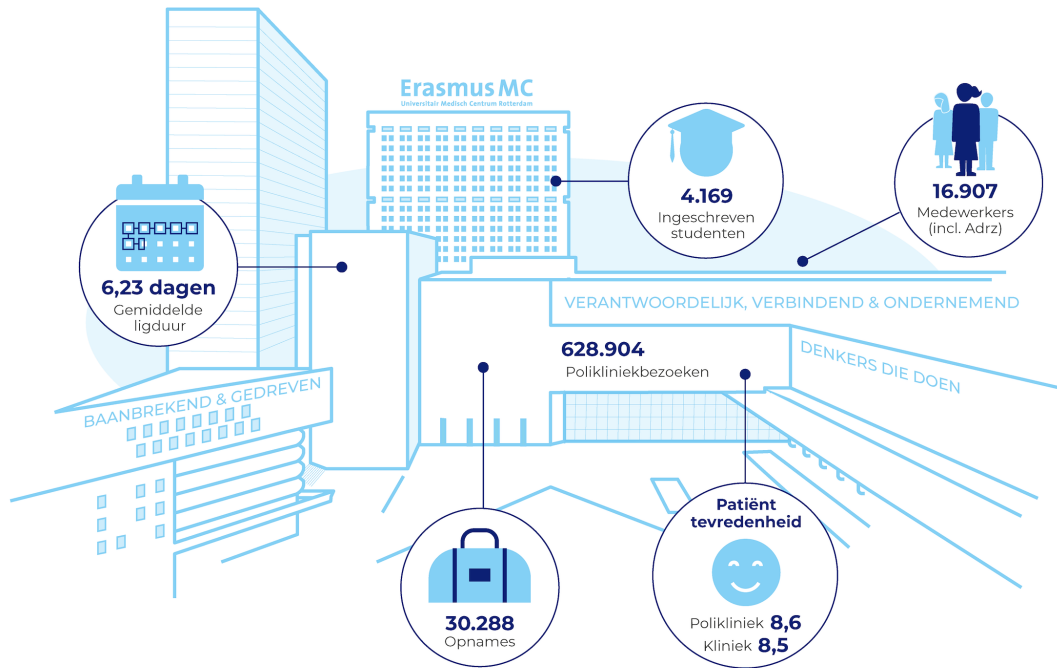 Erasmus MC
Universitair Medisch Centrum Rotterdam
4.169
Ingeschreven
studenten
16.907
Medewerkers
(incl. Adrz)
6,23 dagen
Gemiddelde
ligduur
VERANTWOORDELIJK, VERBINDEND & ONDERNEMEND
628.904
Polikliniekbezoeken
DENKERS DIE DOEN
BAANBREKEND & GEDREVEN
30.288
Opnames
Patiënt
tevredenheid
Polikliniek 8,6
Kliniek 8,5